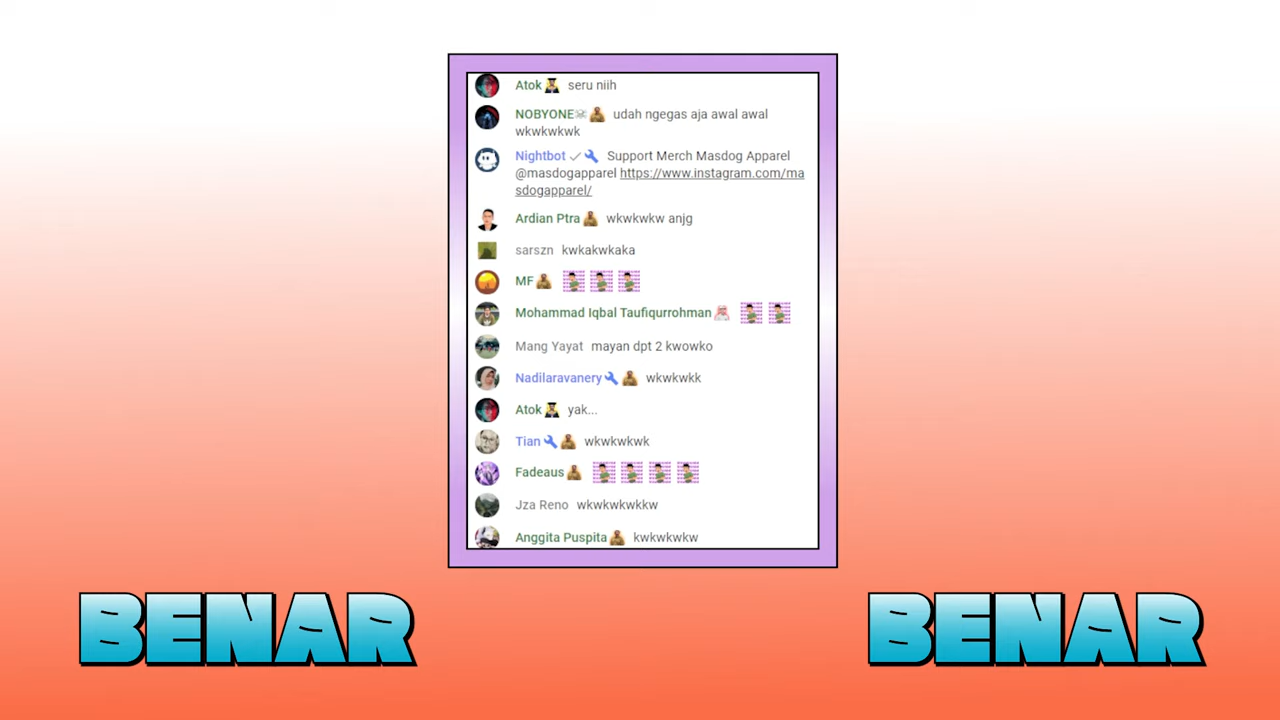 Atok seru niih
NOBYONE☠ udah ngegas aja awal awal
wkwkwkwk
Nightbot Support Merch Masdog Apparel
@masdogapparel https://www.instagram.com/ma
sdogapparel/
Ardian Ptra wkwkwkw anjg
sarszn kwkakwkaka
MF
Mohammad Iqbal Taufiqurrohman
Mang Yayat mayan dpt 2 kwowko
Nadilaravanery wkwkwkk
Atok yak...
Tian wkwkwkwk
Fadeaus
Jza Reno wkwkwkwkkw
Anggita Puspita kwkwkwkw
BENAR BENAR